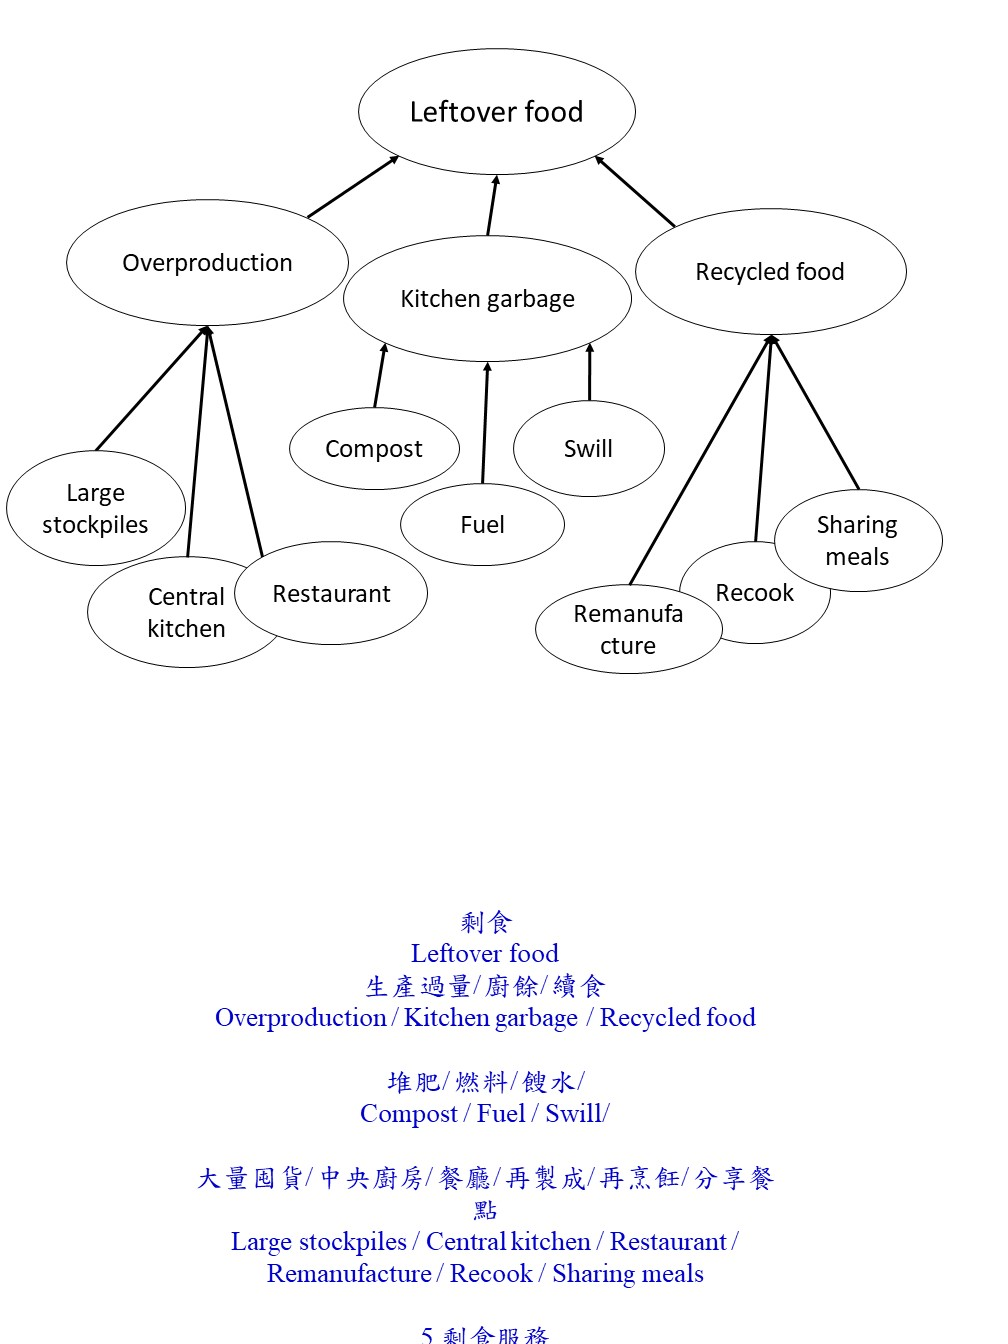 Leftover food
Overproduction
Kitchen garbage
Recycled food
Compost
Swill
Large
stockpiles
Fuel
Sharing
meals
Central
kitchen
Restaurant
Recook
Remanufa
cture
剩食
Leftover food
生產過量/廚餘/續食
Overproduction / Kitchen garbage / Recycled food
堆肥/燃料/餿水/
Compost / Fuel / Swill/
大量囤貨/中央廚房/餐廳/再製成/再烹飪/分享餐
點
Large stockpiles / Central kitchen / Restaurant /
Remanufacture / Recook / Sharing meals
5 剩食服務